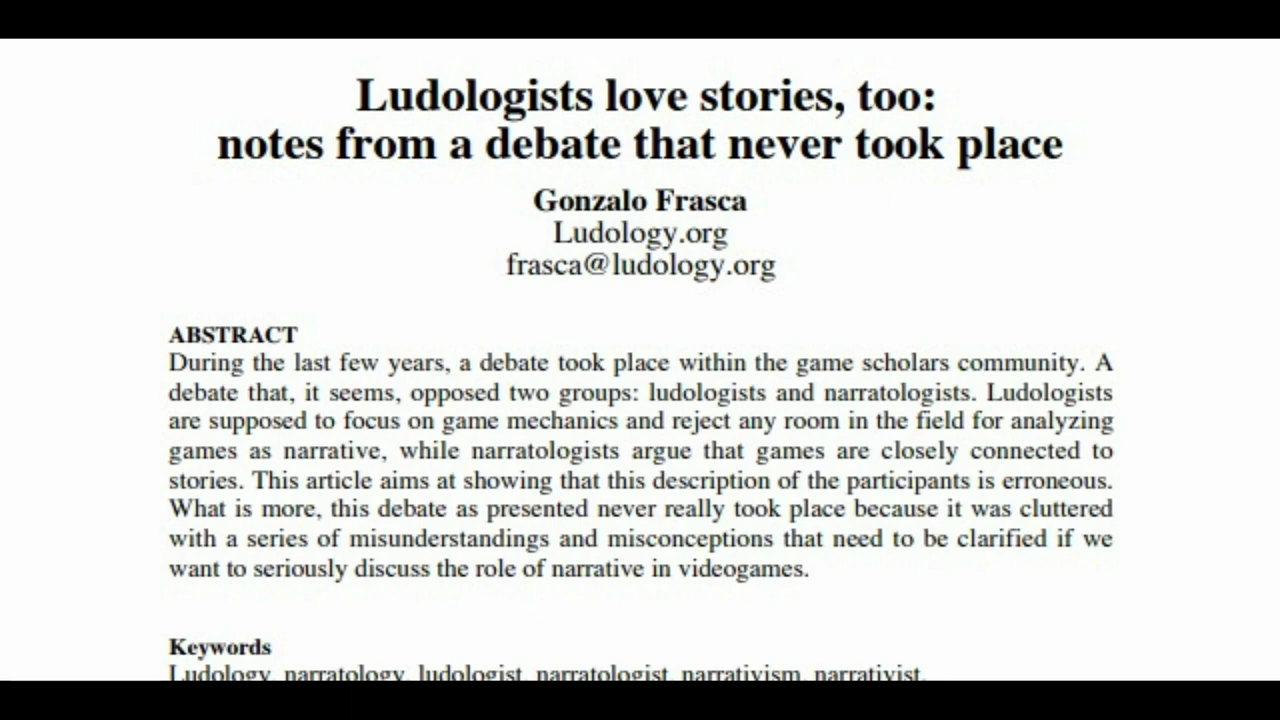 Ludologists love stories, too:
notes from a debate that never took place
Gonzalo Frasca
Ludology.org
frasca@ludology.org
ABSTRACT
During the last few years, a debate took place within the game scholars community. A
debate that, it seems, opposed two groups: ludologists and narratologists. Ludologists
are supposed to focus on game mechanics and reject any room in the field for analyzing
games as narrative, while narratologists argue that games are closely connected to
stories. This article aims at showing that this description of the participants is erroneous.
What is more, this debate as presented never really took place because it was cluttered
with a series of misunderstandings and misconceptions that need to be clarified if we
want to seriously discuss the role of narrative in videogames.
Keywords
Ludology, narratology, ludologist, narratologist, narrativism, narrativist.